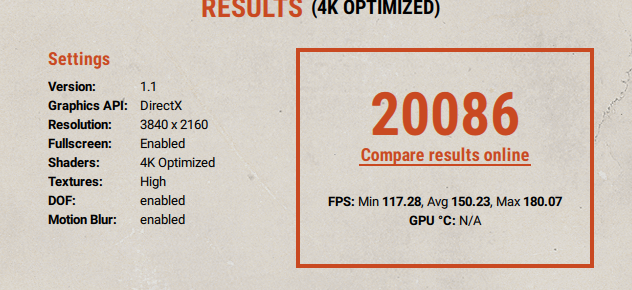 RESULTS (4K OPTIMIZED)
Settings
Version: 1.1
Graphics API: DirectX
Resolution: 3840 x 2160
Fullscreen: Enabled
Shaders: 4K Optimized
Textures: High
DOF: enabled
Motion Blur: enabled
20086
Compare results online
FPS: Min 117.28, Avg 150.23, Max 180.07
GPU °C: N/A